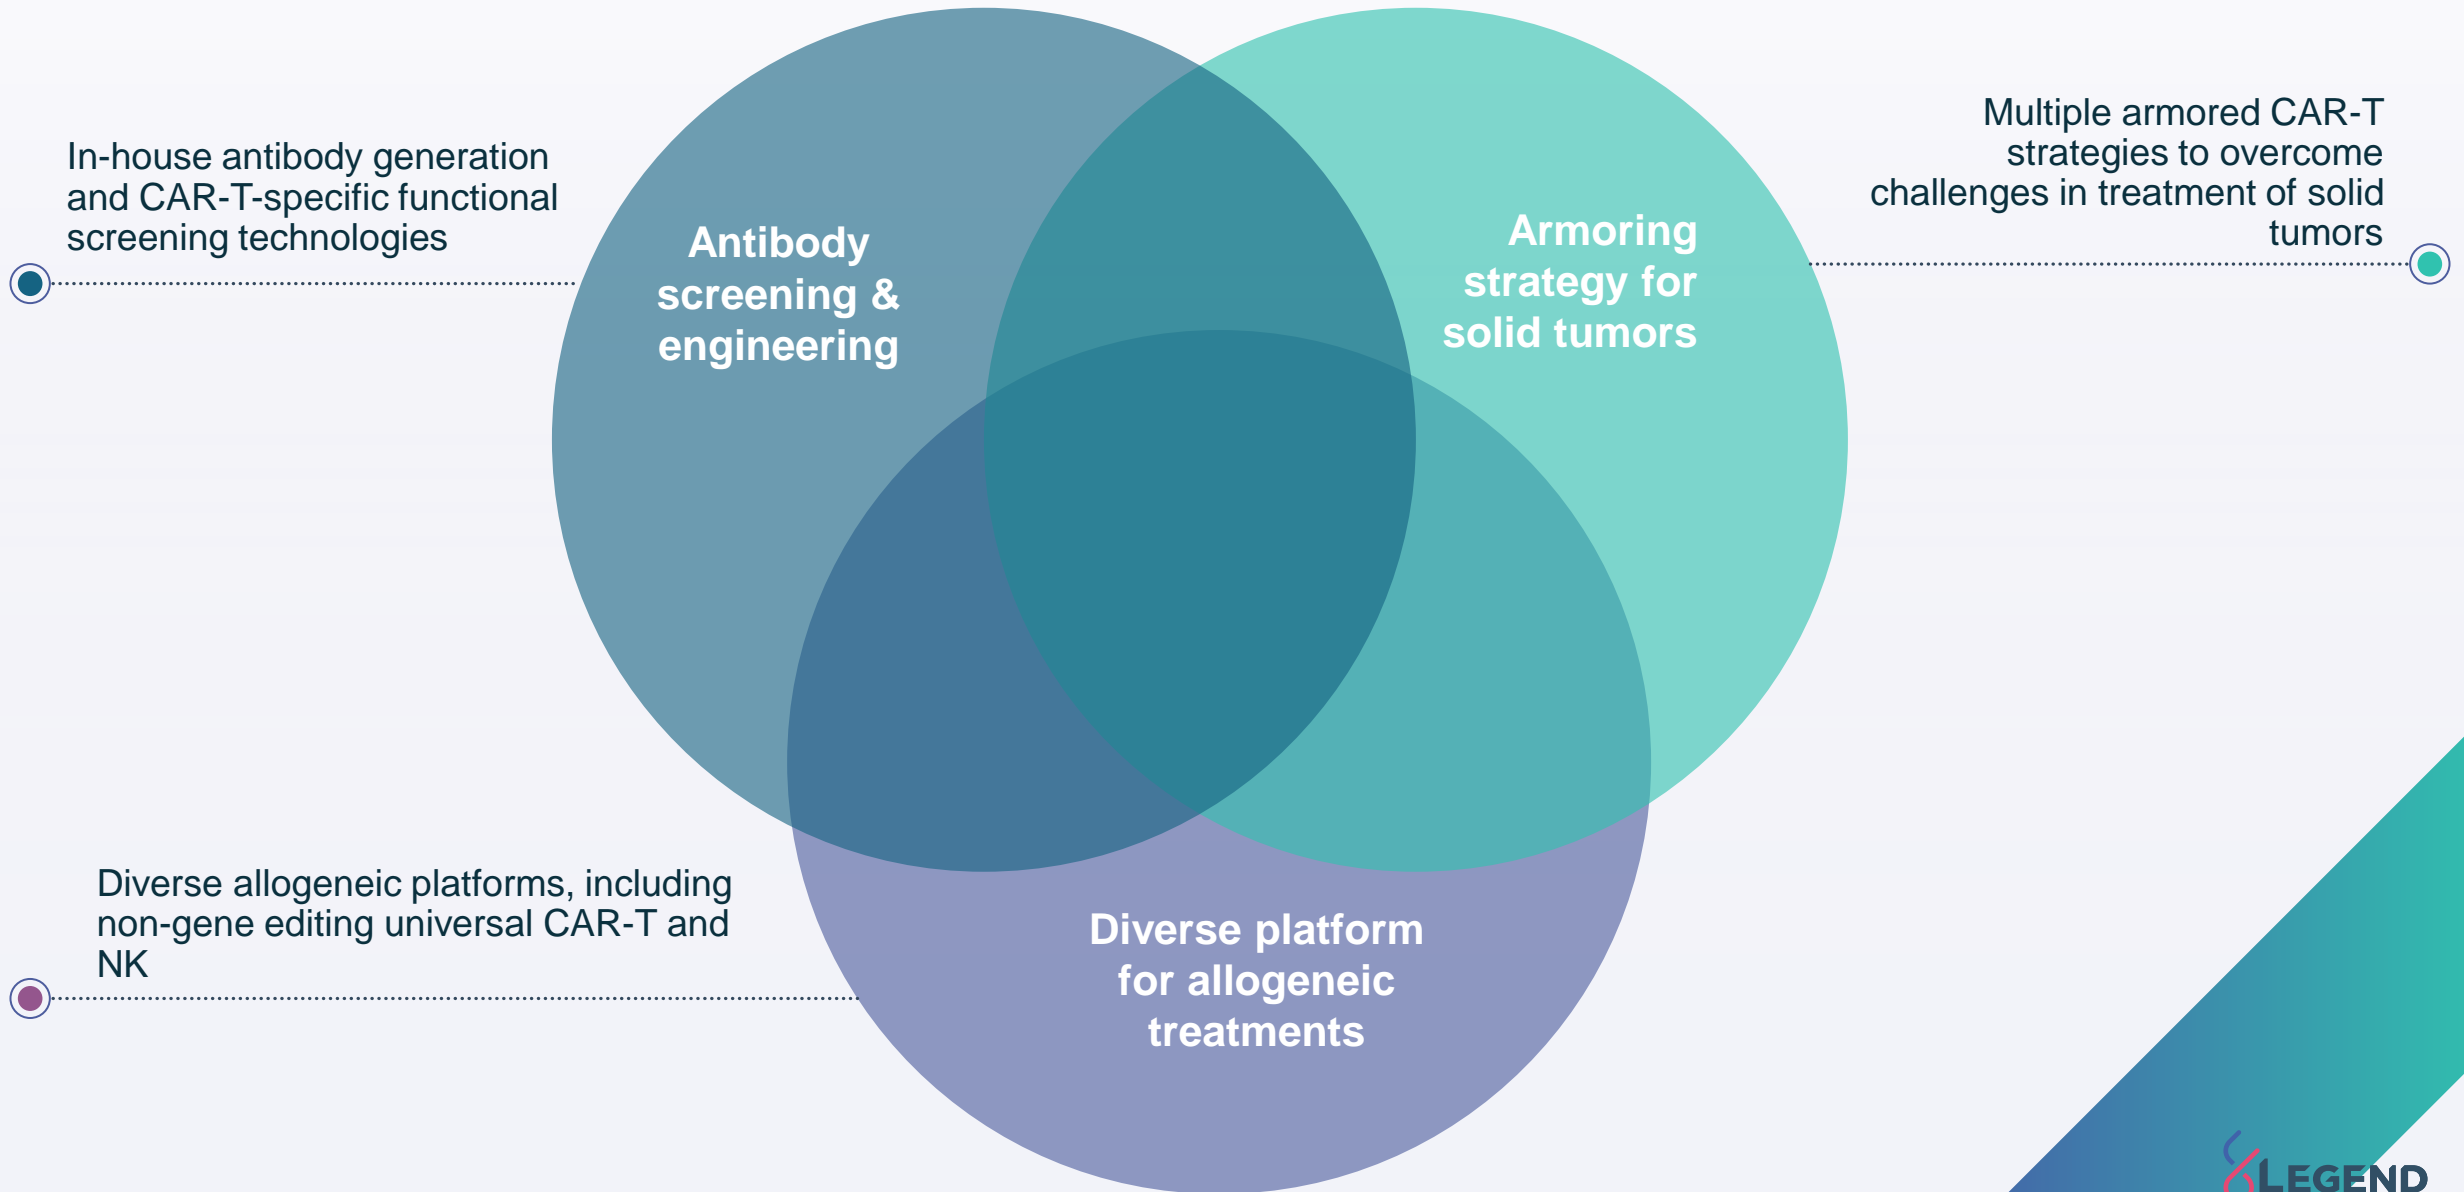 In-house antibody generation
and CAR-T-specific functional
screening technologies
Antibody
screening &
engineering
Armoring
strategy for
solid tumors
Multiple armored CAR-T
strategies to overcome
challenges in treatment of solid
tumors
Diverse allogeneic platforms, including
non-gene editing universal CAR-T and
NK
Diverse platform
for allogeneic
treatments
LEGEND